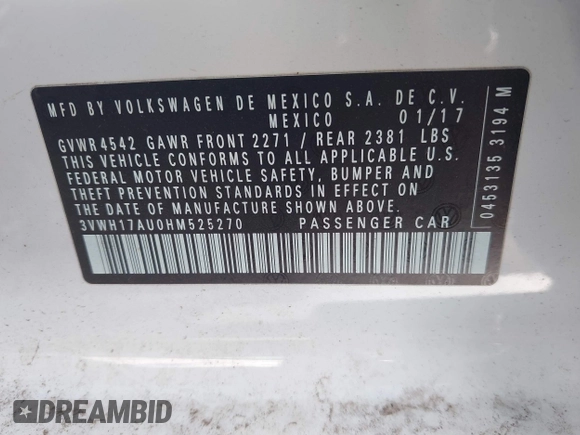 MFD BY VOLKSWAGEN DE MEXICO S.A. DE C.V.
MEXICO 01/17
GVWR 4542 GAWR FRONT 2271 / REAR 2381 LBS
THIS VEHICLE CONFORMS TO ALL APPLICABLE U.S.
FEDERAL MOTOR VEHICLE SAFETY, BUMPER AND
THEFT PREVENTION STANDARDS IN EFFECT ON
THE DATE OF MANUFACTURE SHOWN ABOVE.
3VWH17AU0HM525270 PASSENGER CAR
0453135 3194 M
DREAMBID